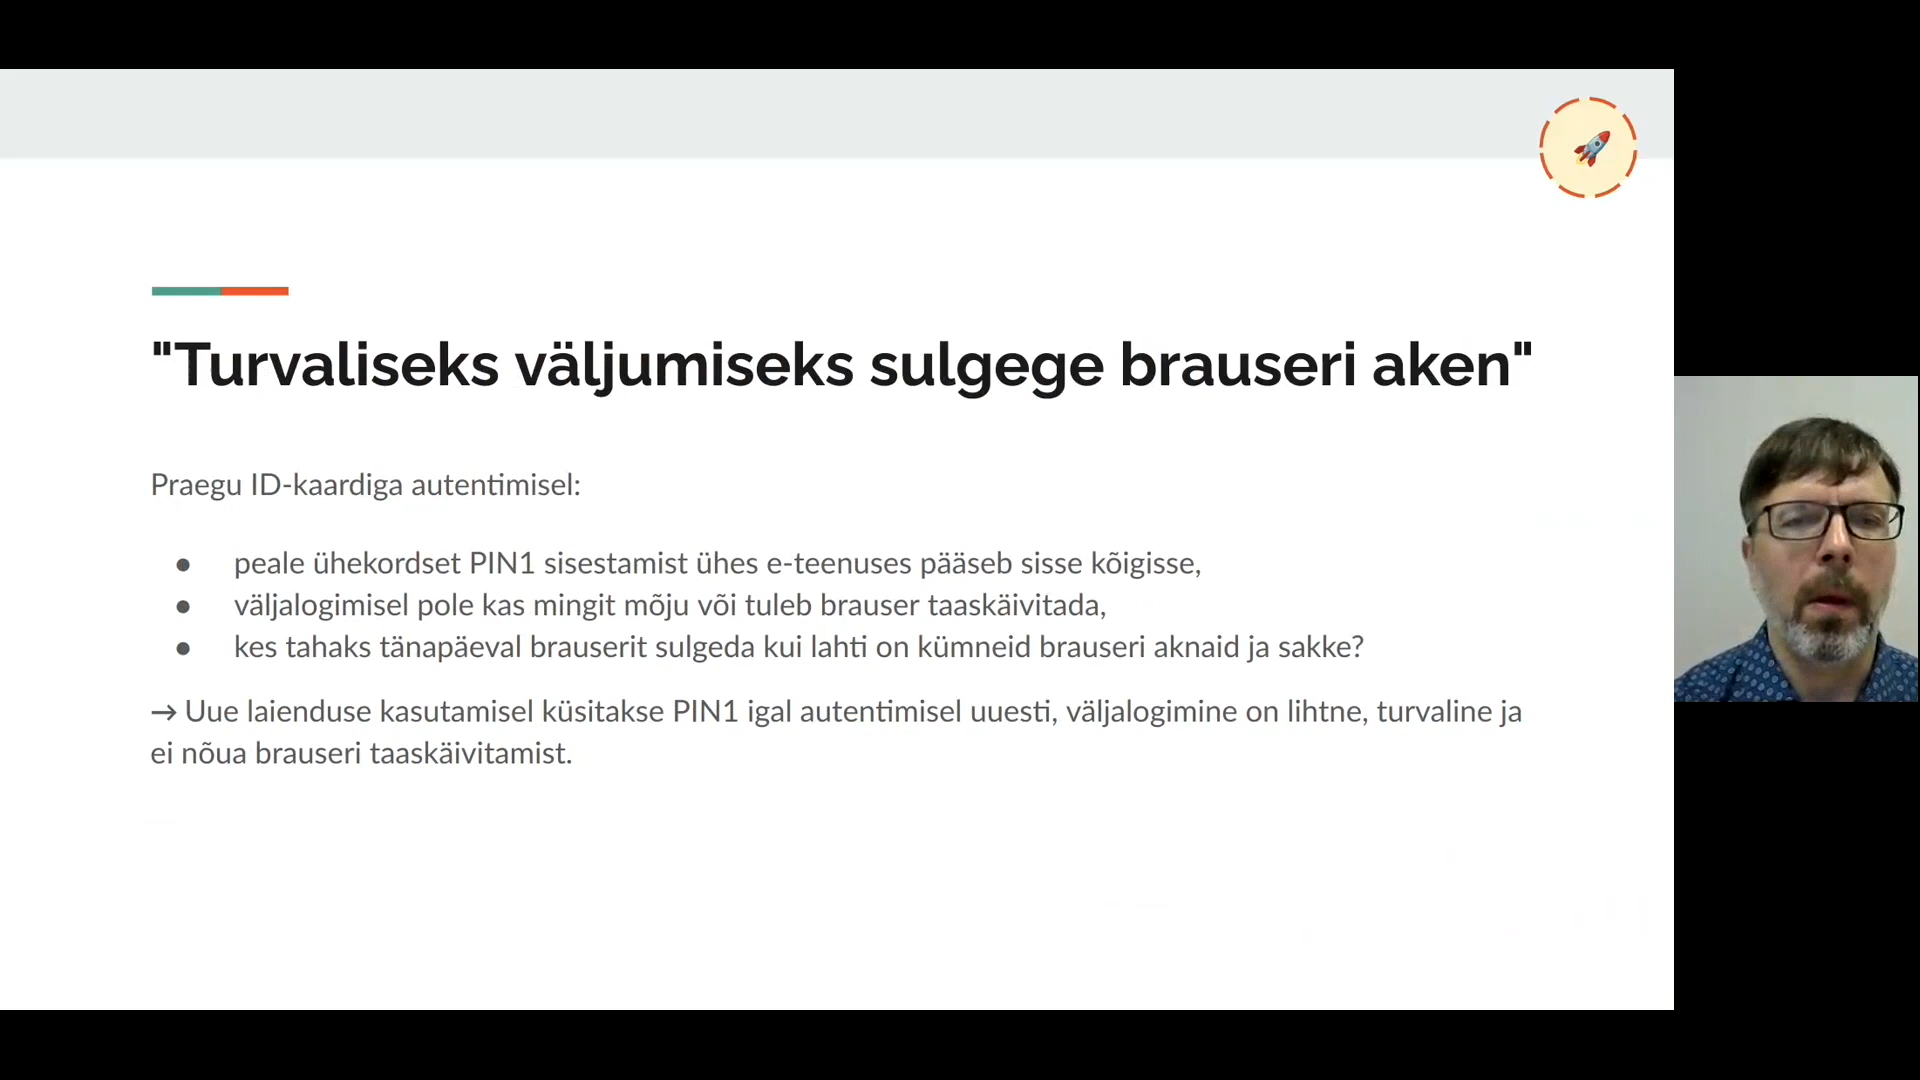 "Turvaliseks väljumiseks sulgege brauseri aken"
Praegu ID-kaardiga autentimisel:
● peale ühekordset PIN1 sisestamist ühes e-teenuses pääseb sisse kõigisse,
● väljalogimisel pole kas mingit mõju või tuleb brauser taaskäivitada,
● kes tahaks tänapäeval brauserit sulgeda kui lahti on kümneid brauseri aknaid ja sakke?
→ Uue laienduse kasutamisel küsitakse PIN1 igal autentimisel uuesti, väljalogimine on lihtne, turvaline ja
ei nõua brauseri taaskäivitamist.